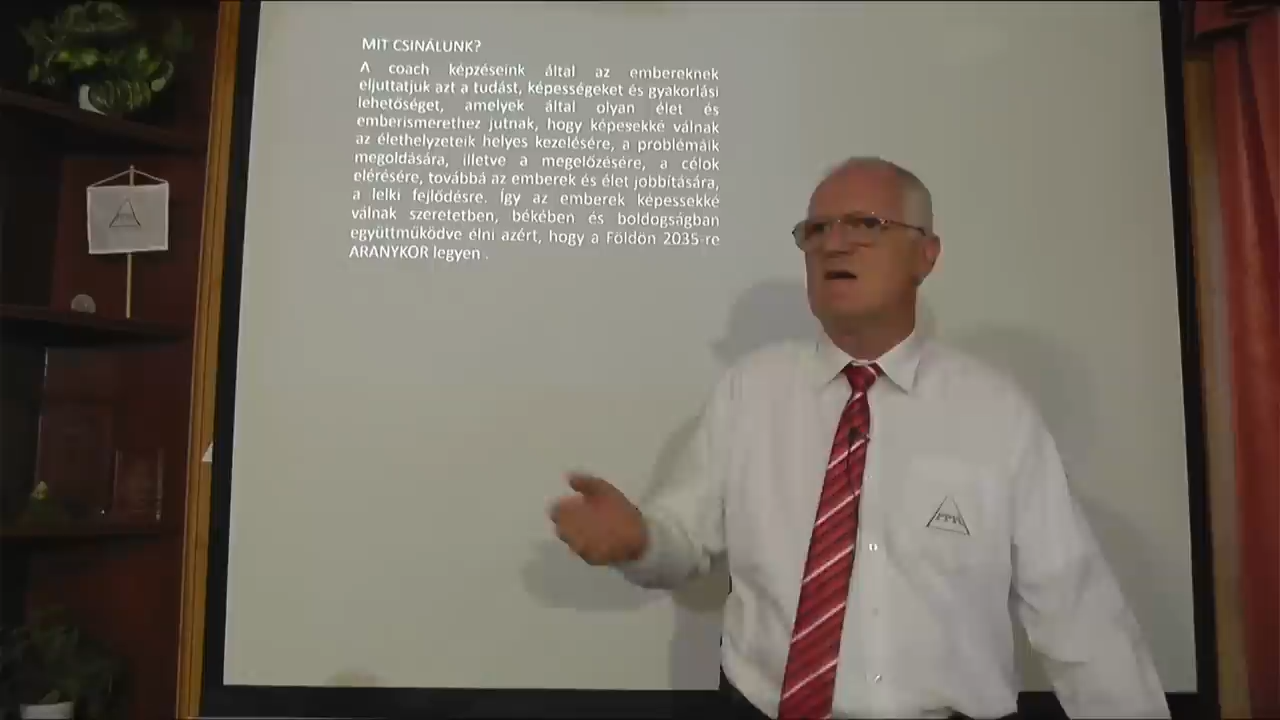 MIT CSINÁLUNK?
A coach képzéseink által az embereknek
eljuttatjuk azt a tudást, képességeket és gyakorlási
lehetőséget, amelyek által olyan élet és
emberismerethez jutnak, hogy képesekké válnak
az élethelyzeteik helyes kezelésére, a problémáik
megoldására, illetve a megelőzésére, a célok
elérésére, továbbá az emberek és élet jobbítására,
a lelki fejlődésre. Így az emberek képessekké
válnak szeretetben, békében és boldogságban
együttműködve élni azért, hogy a Földön 2035-re
ARANYKOR legyen .